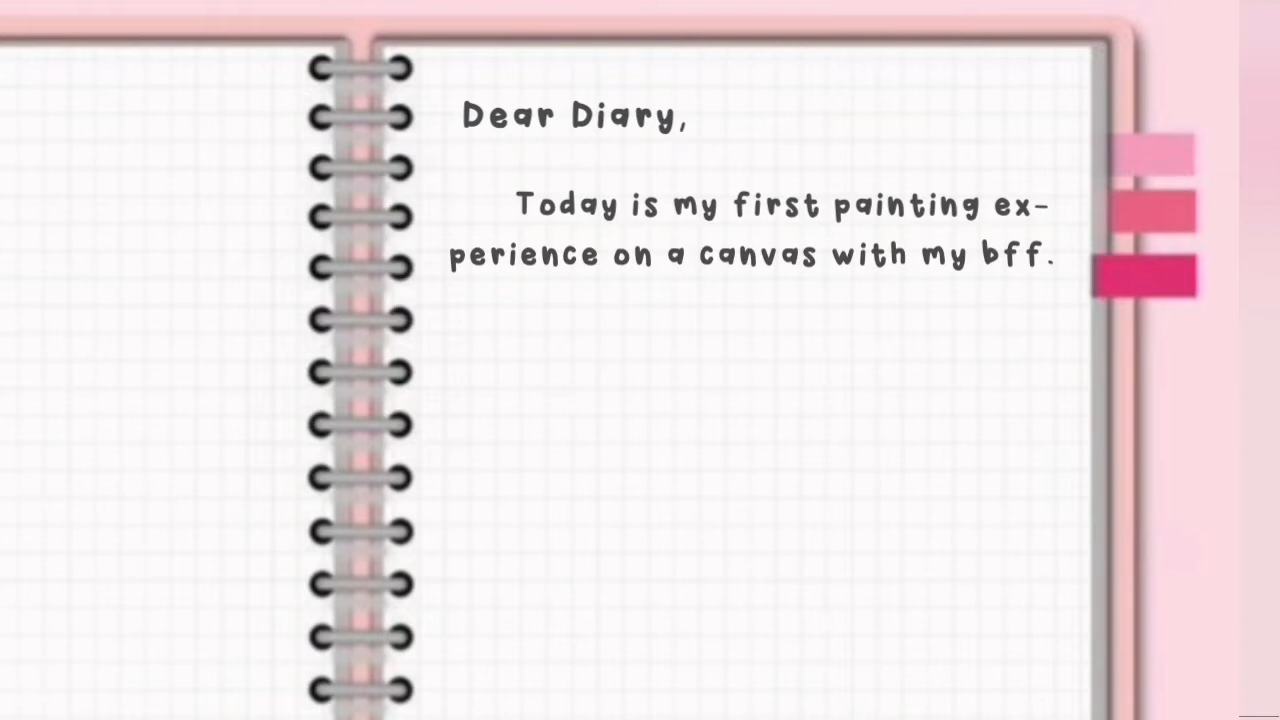 Dear Diary,
Today is my first painting ex-
perience on a canvas with my bff.